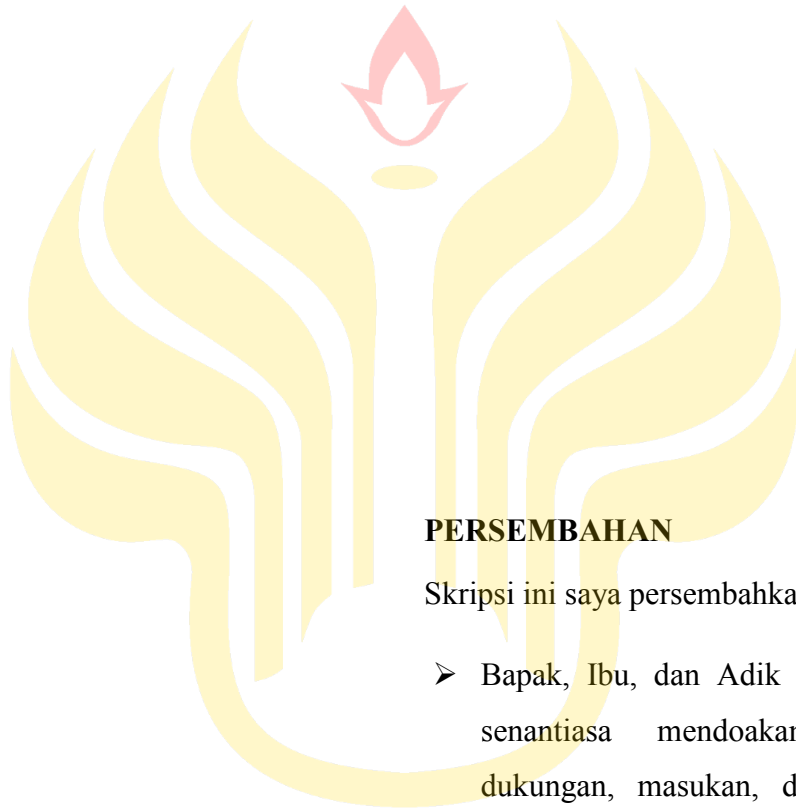 PERSEMBAHAN
Skripsi ini saya persembahka
➢ Bapak, Ibu, dan Adik
senantiasa mendoakan
dukungan, masukan, d